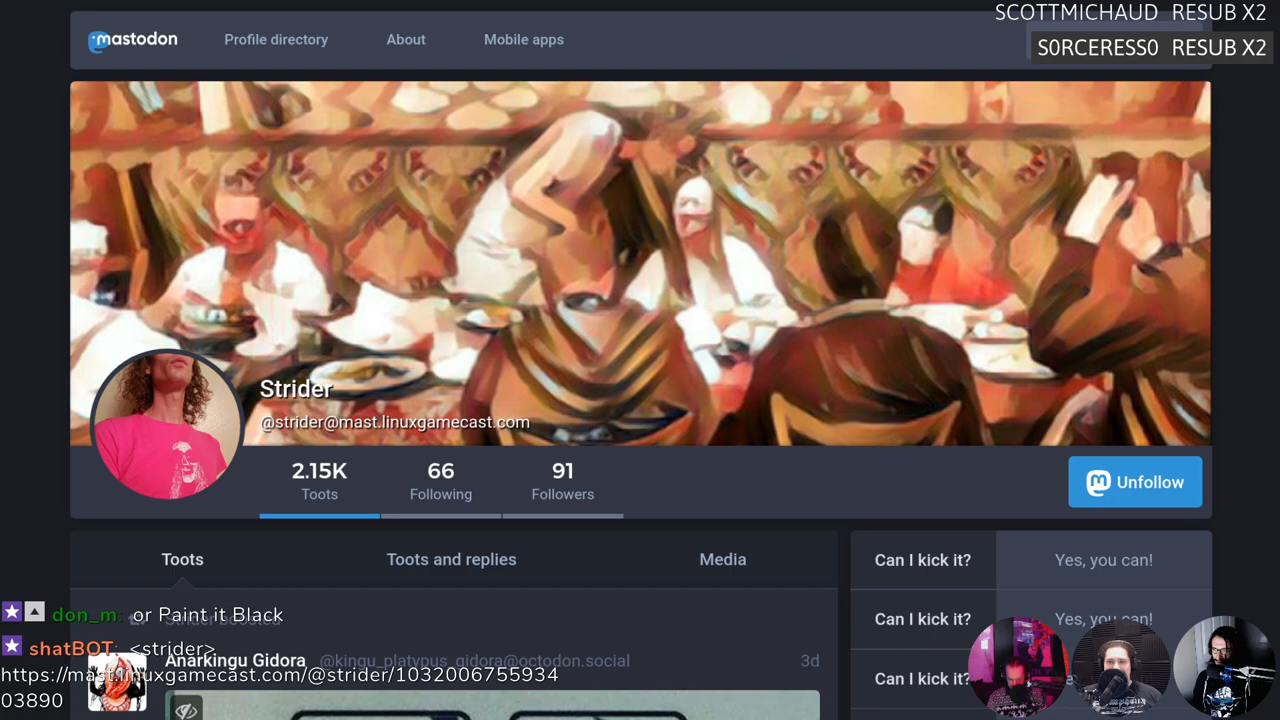 SCOTTMICHAUD RESUB X2
S0RCERESS0 RESUB X2
mastodon Profile directory About Mobile apps
Strider
@strider@mast.linuxgamecast.com
2.15K 66 91
Toots Following Followers
Unfollow
Toots Toots and replies Media
Can I kick it? Yes, you can!
don_m: or Paint it Black
Can I kick it? Yes, you can!
shatBOT: <strider>
Anarkingu Gidora @kingu_platypus_gidora@octodon.social 3d
https://mast.linuxgamecast.com/@strider/1032006755934
03890
Can I kick it?